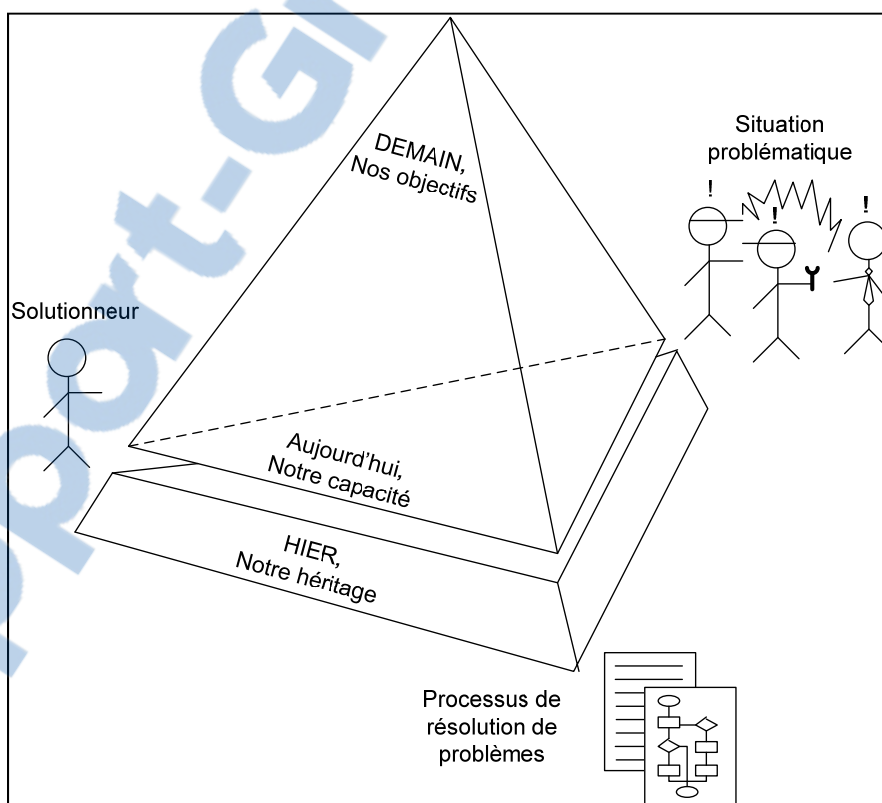 DEMAIN,
Nos objectifs
Situation
problématique
!
!
!
Solutionneur
Aujourd'hui,
Notre capacité
HIER,
Notre héritage
Processus de
résolution de
problèmes